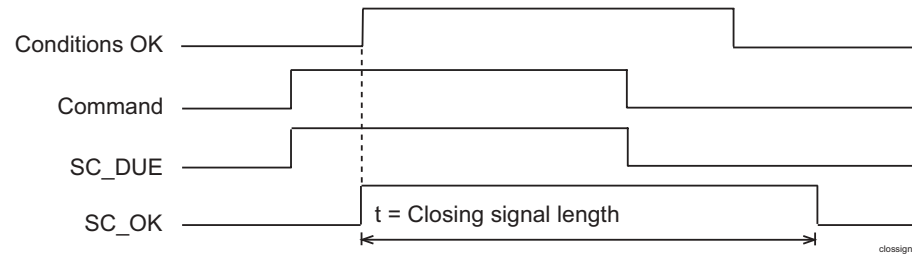 Conditions OK
Command
SC_DUE
SC_OK
t = Closing signal length
clossign